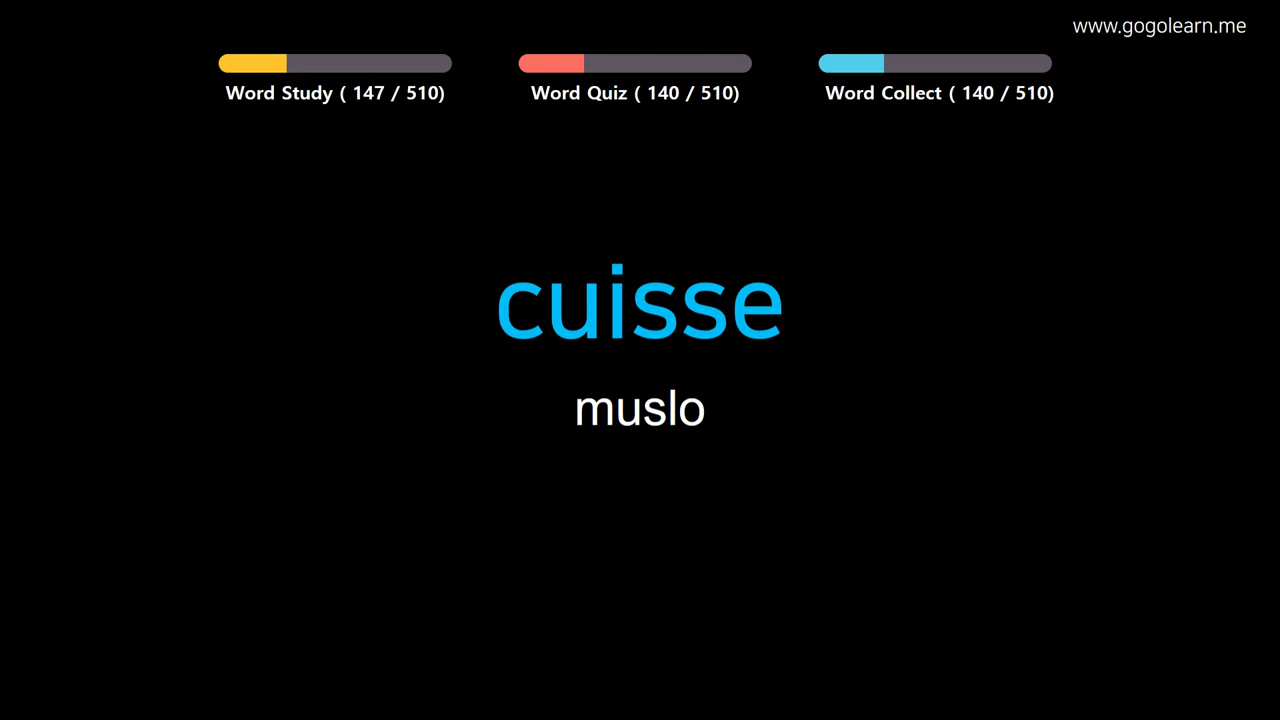 www.gogolearn.me
Word Study ( 147 / 510)
Word Quiz ( 140 / 510)
Word Collect ( 140 / 510)
cuisse
muslo